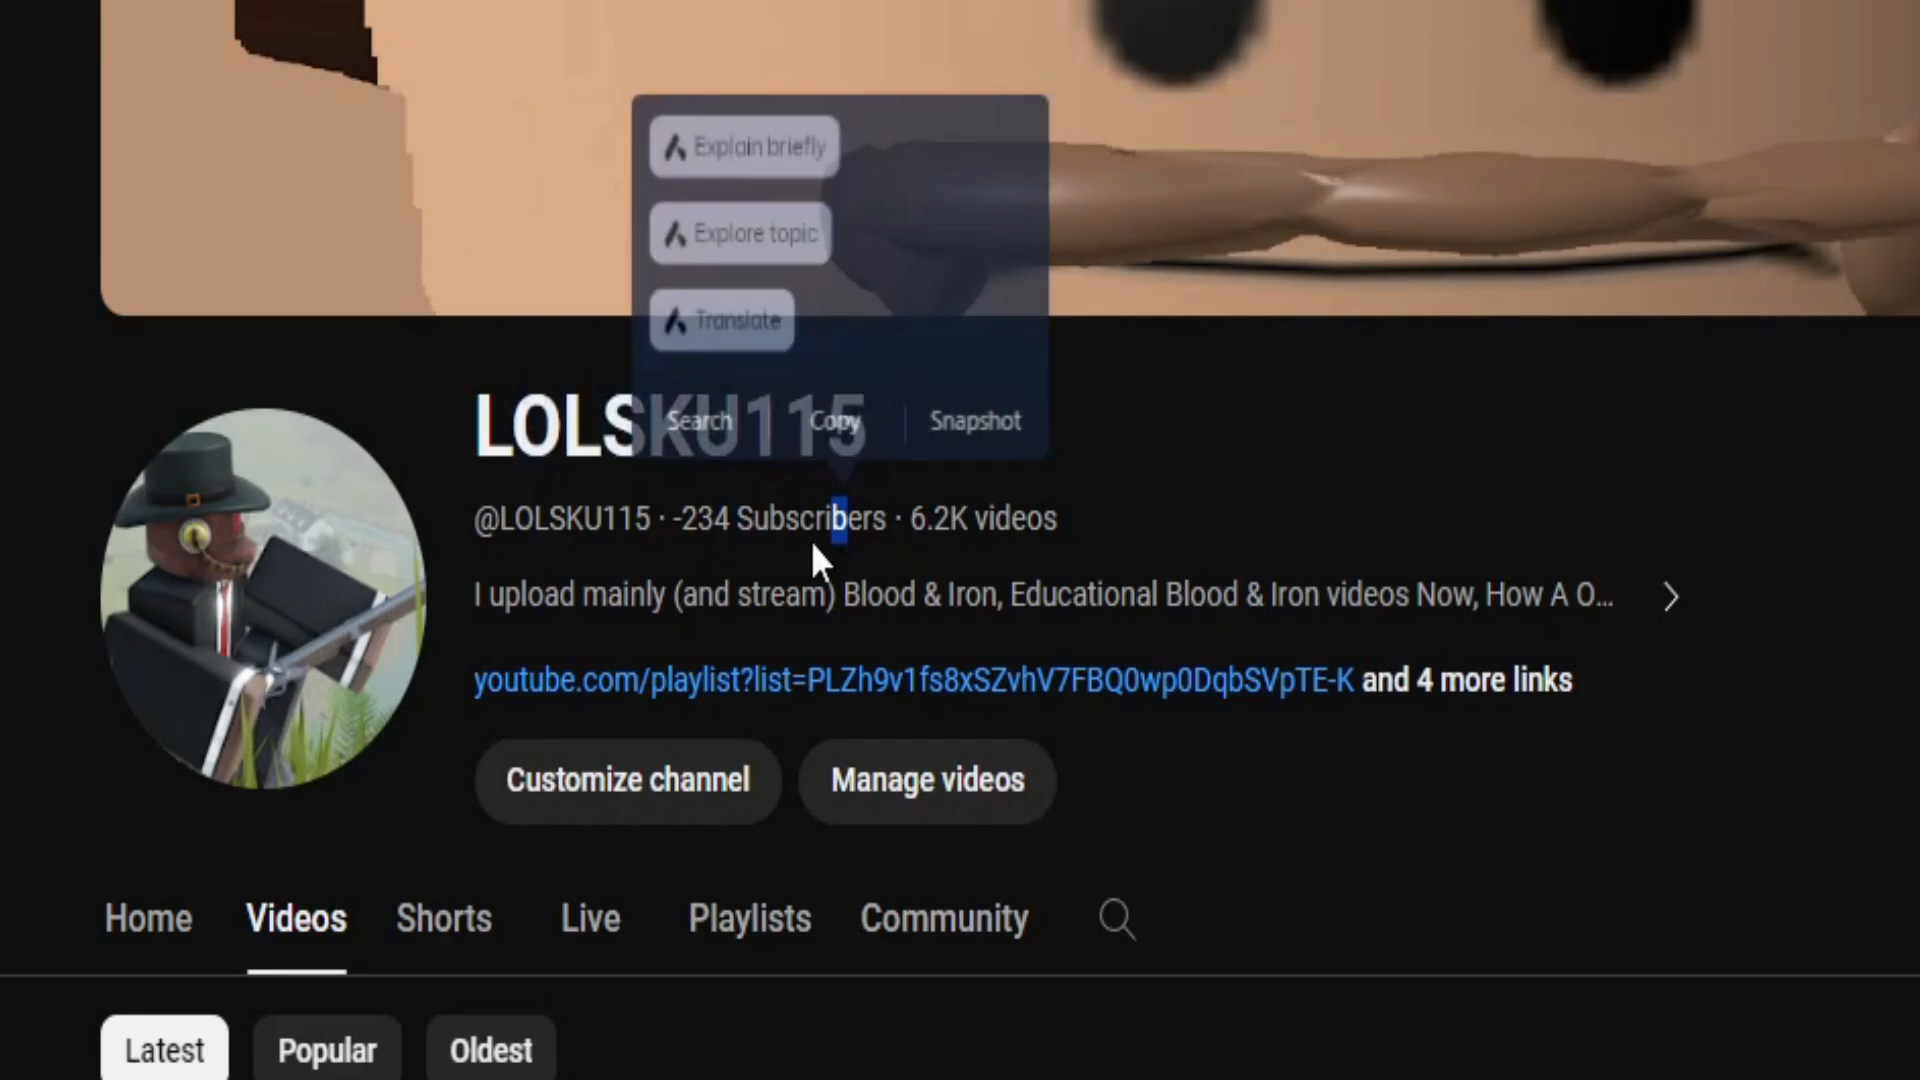 Explain briefly
Explore topic
Translate
Search Copy Snapshot
LOLSKU115
@LOLSKU115 · -234 Subscribers · 6.2K videos
I upload mainly (and stream) Blood & Iron, Educational Blood & Iron videos Now, How A O...
youtube.com/playlist?list=PLZh9v1fs8xSZvhV7FBQ0wp0DqbSVpTE-K and 4 more links
Customize channel Manage videos
Home Videos Shorts Live Playlists Community
Latest Popular Oldest